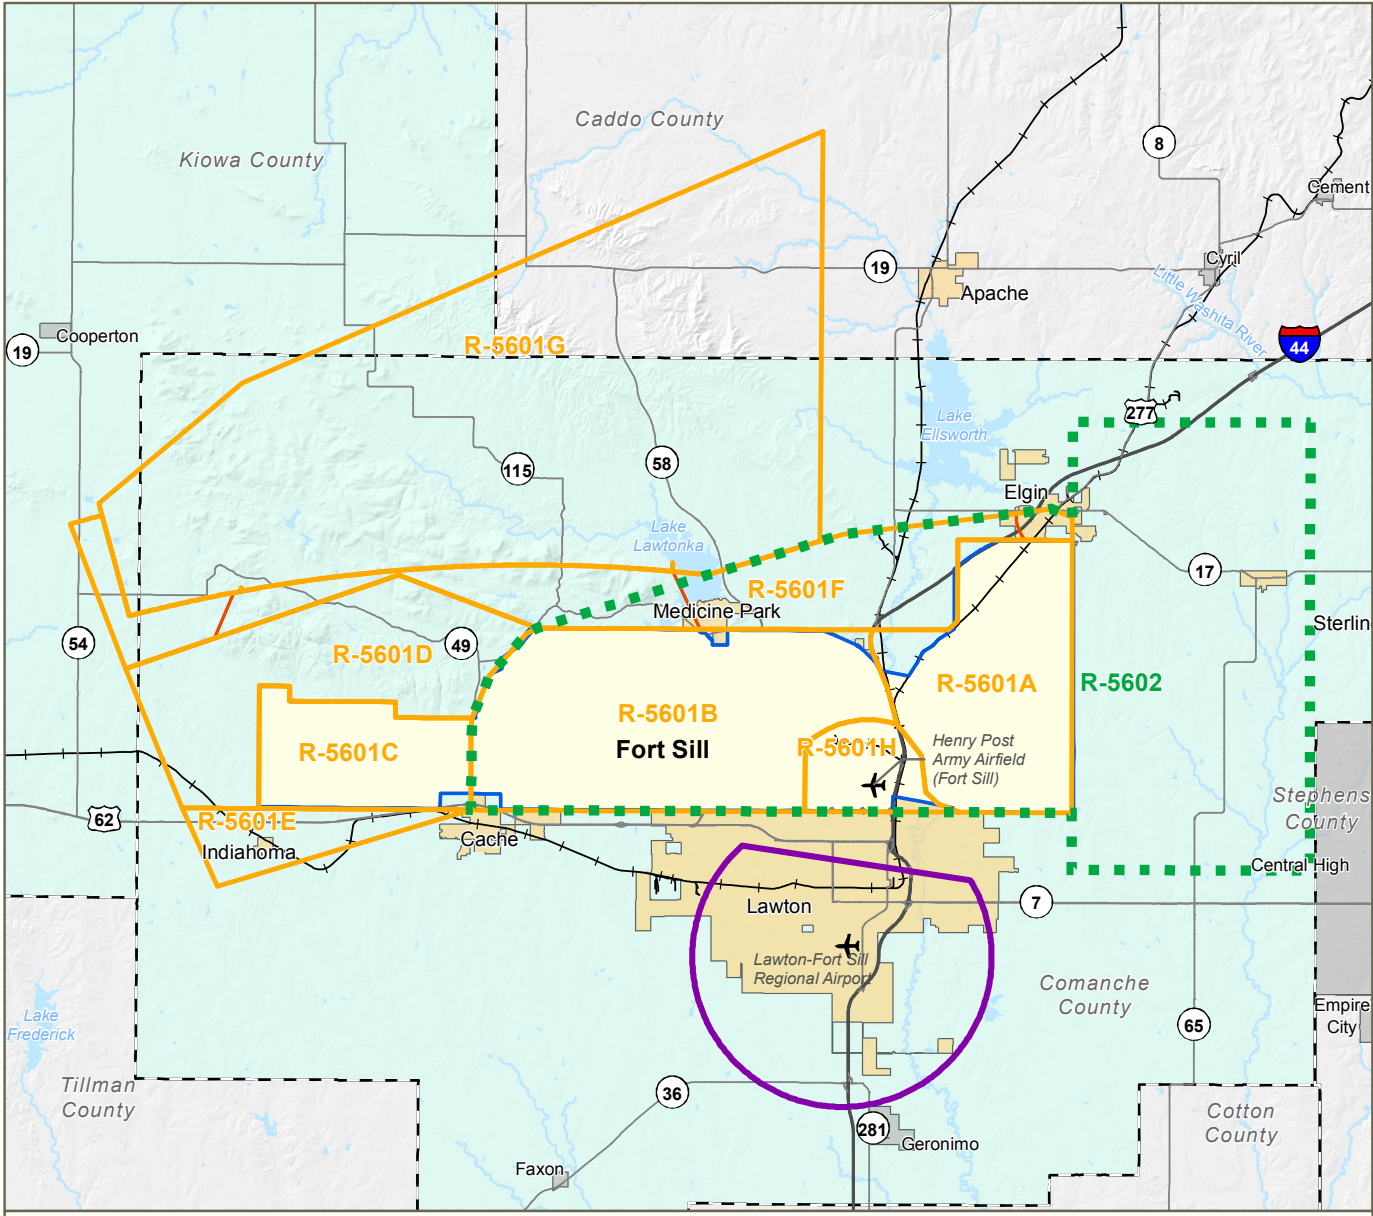 Caddo County
8
Kiowa County
Cement
19
Cyril
Apache
Little Washita River
Cooperton
19
R-5601G
44
277
Lake
Ellsworth
115
58
Elgin
Lake
Lawtonka
17
R-5601F
Medicine Park
Sterlin
54
49
R-5601D
R-5601A
R-5602
R-5601B
Fort Sill
R-5601C
R-5601H
Henry Post
Army Airfield
(Fort Sill)
Stephens
County
62
R-5601E
Indiahoma
Cache
Central High
7
Lawton
Lawton-Fort Sill
Regional Airport
Comanche
County
Lake
Frederick
Empire
City
65
Tillman
County
36
Cotton
County
281
Geronimo
Faxon